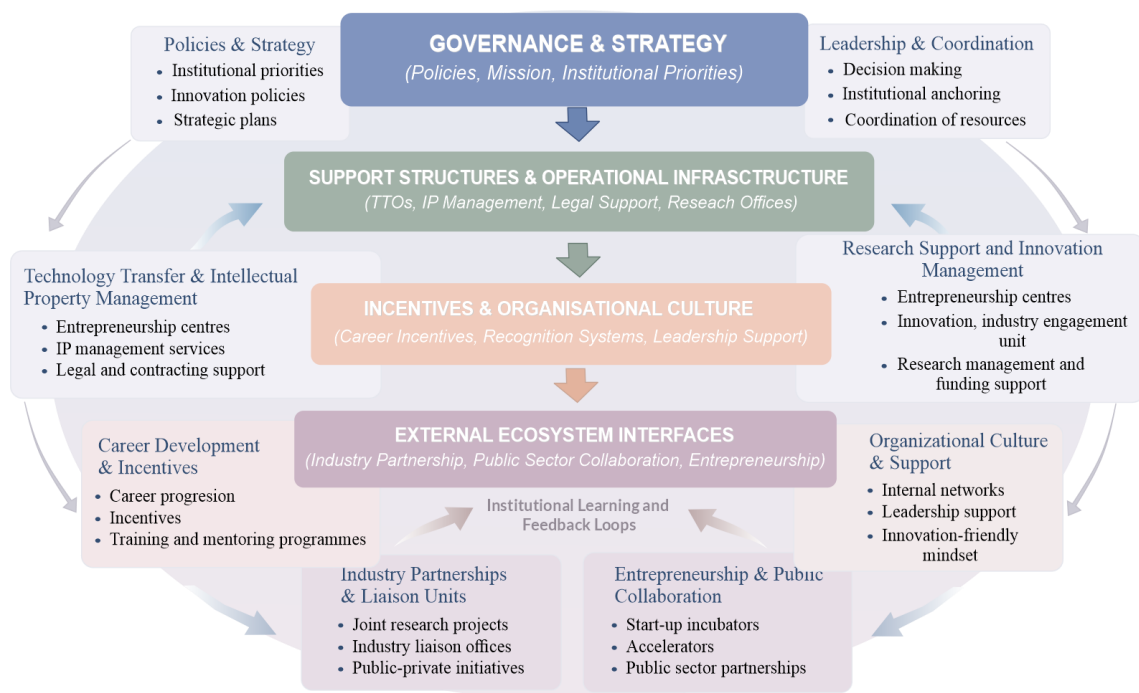 GOVERNANCE & STRATEGY
(Policies, Mission, Institutional Priorities)
Policies & Strategy
• Institutional priorities
• Innovation policies
• Strategic plans
Leadership & Coordination
• Decision making
• Institutional anchoring
• Coordination of resources
SUPPORT STRUCTURES & OPERATIONAL INFRASCTRUCTURE
(TTOs, IP Management, Legal Support, Reseach Offices)
Technology Transfer & Intellectual
Property Management
• Entrepreneurship centres
• IP management services
• Legal and contracting support
Research Support and Innovation
Management
• Entrepreneurship centres
• Innovation, industry engagement
unit
• Research management and
funding support
INCENTIVES & ORGANISATIONAL CULTURE
(Career Incentives, Recognition Systems, Leadership Support)
EXTERNAL ECOSYSTEM INTERFACES
(Industry Partnership, Public Sector Collaboration, Entrepreneurship)
Career Development
& Incentives
• Career progresion
• Incentives
• Training and mentoring programmes
Organizational Culture
& Support
• Internal networks
• Leadership support
• Innovation-friendly
mindset
Institutional Learning and
Feedback Loops
Industry Partnerships
& Liaison Units
• Joint research projects
• Industry liaison offices
• Public-private initiatives
Entrepreneurship & Public
Collaboration
• Start-up incubators
• Accelerators
• Public sector partnerships